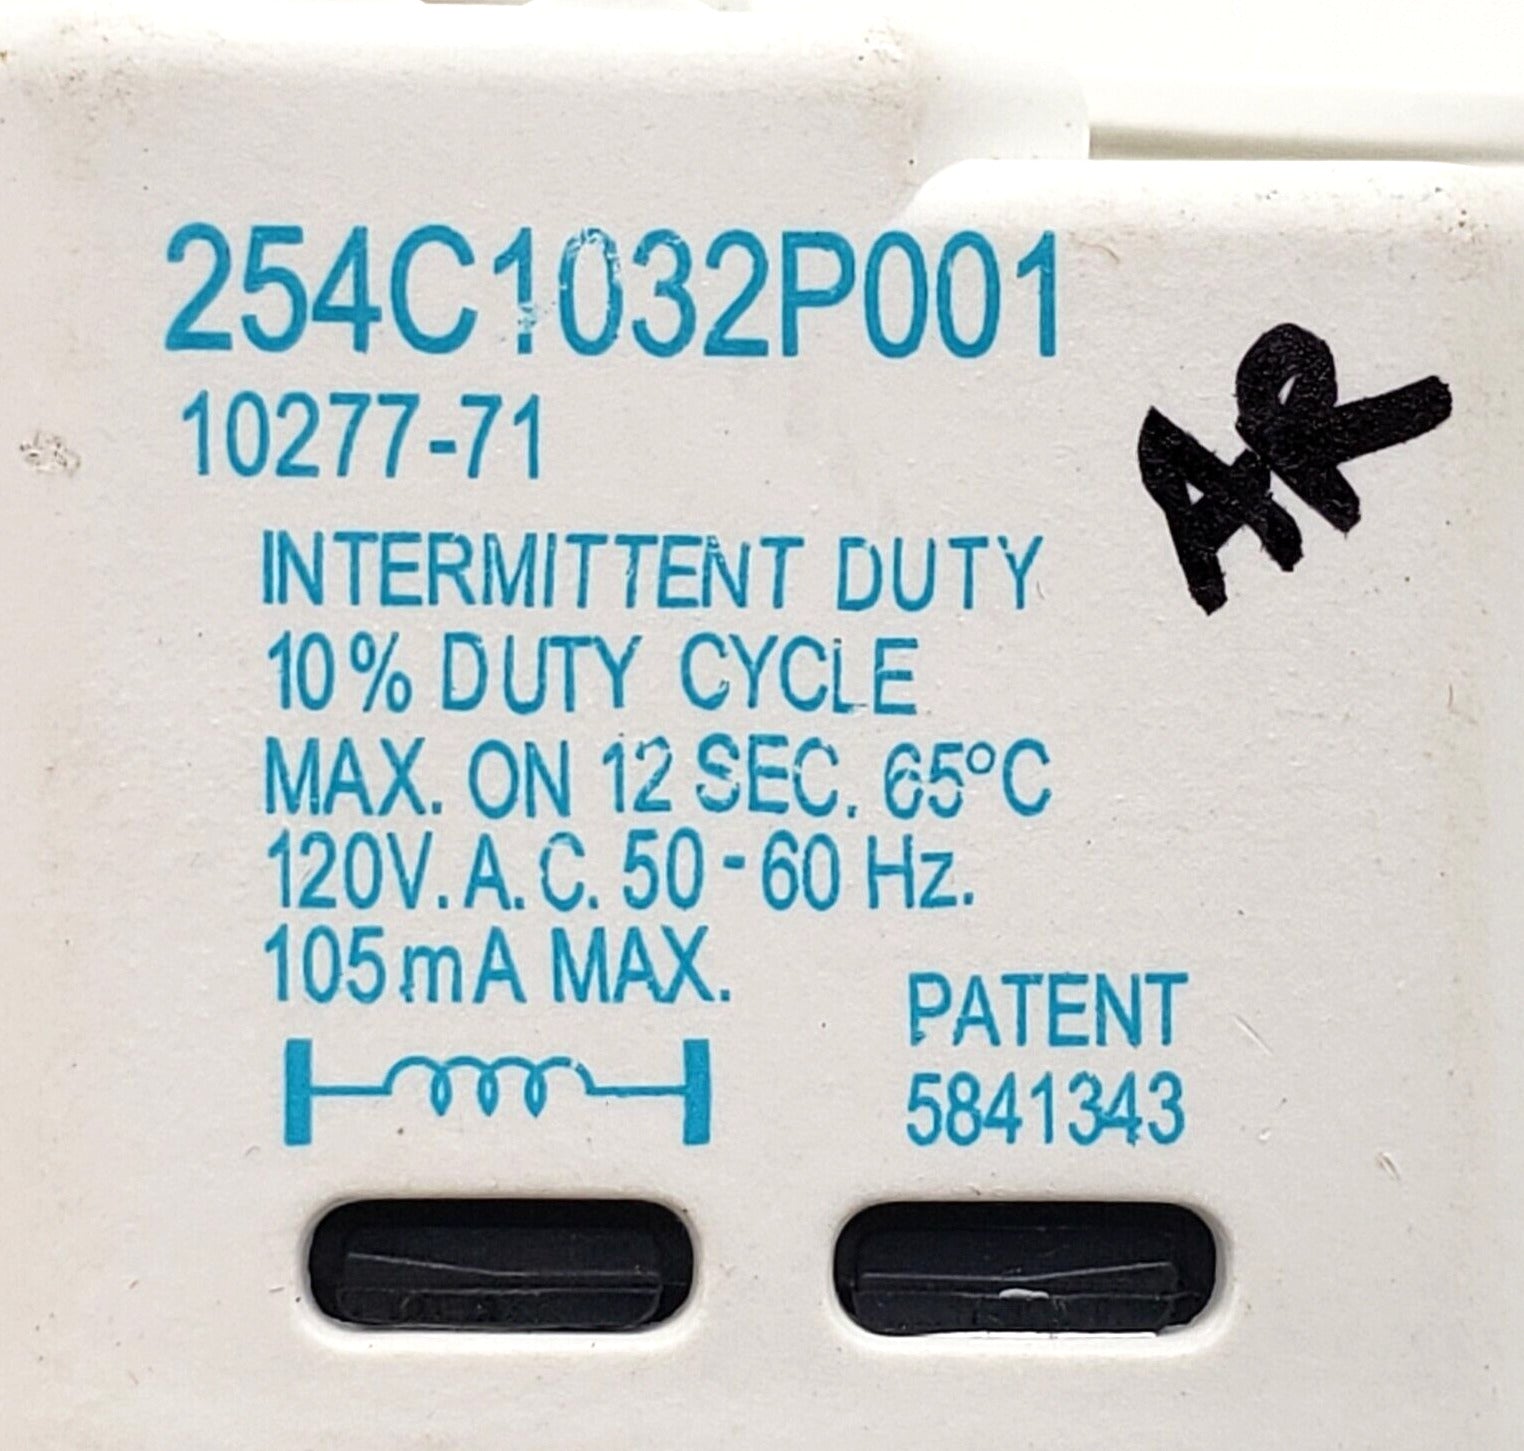 254C1032P001
10277-71
AR
INTERMITTENT DUTY
10% DUTY CYCLE
MAX. ON 12 SEC. 65°C
120V.A.C. 50-60 Hz.
105mA MAX.
PATENT
5841343